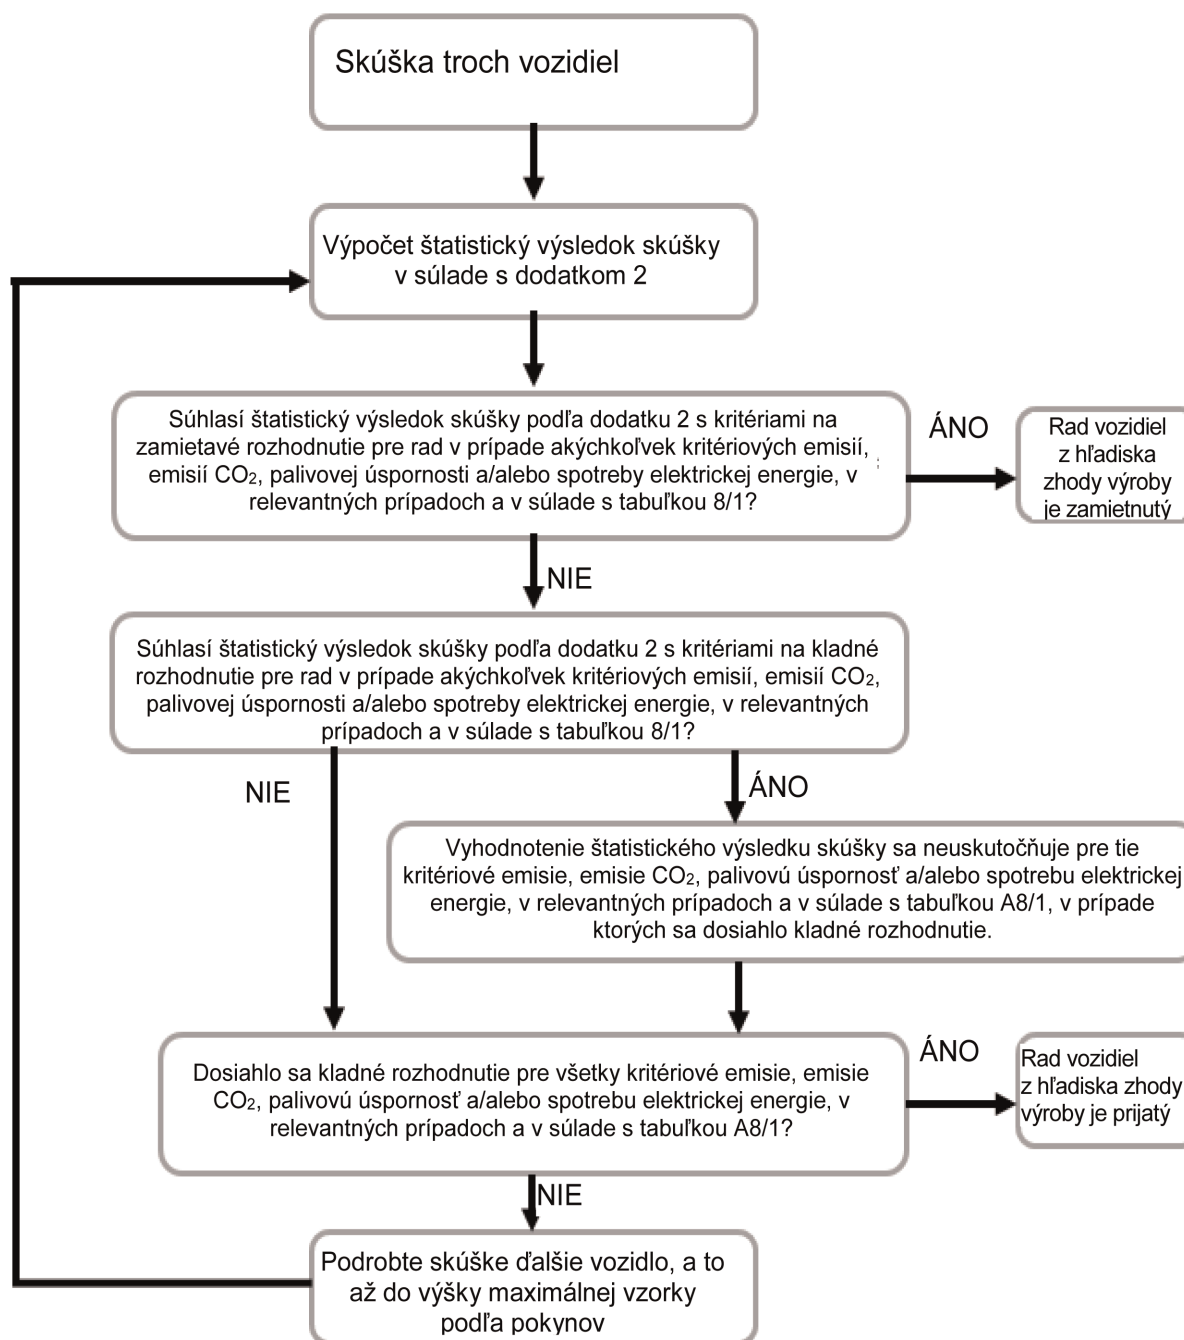 Skúška troch vozidiel
Výpočet štatistický výsledok skúšky
v súlade s dodatkom 2
Súhlasí štatistický výsledok skúšky podľa dodatku 2 s kritériami na
zamietavé rozhodnutie pre rad v prípade akýchkoľvek kritériových emisií,
emisií CO₂, palivovej úspornosti a/alebo spotreby elektrickej energie, v
relevantných prípadoch a v súlade s tabuľkou 8/1?
ÁNO
Rad vozidiel
z hľadiska
zhody výroby
je zamietnutý
NIE
Súhlasí štatistický výsledok skúšky podľa dodatku 2 s kritériami na kladné
rozhodnutie pre rad v prípade akýchkoľvek kritériových emisií, emisií CO₂,
palivovej úspornosti a/alebo spotreby elektrickej energie, v relevantných
prípadoch a v súlade s tabuľkou 8/1?
NIE
ÁNO
Vyhodnotenie štatistického výsledku skúšky sa neuskutočňuje pre tie
kritériové emisie, emisie CO₂, palivovú úspornosť a/alebo spotrebu elektrickej
energie, v relevantných prípadoch a v súlade s tabuľkou A8/1, v prípade
ktorých sa dosiahlo kladné rozhodnutie.
Dosiahlo sa kladné rozhodnutie pre všetky kritériové emisie, emisie
CO₂, palivovú úspornosť a/alebo spotrebu elektrickej energie, v
relevantných prípadoch a v súlade s tabuľkou A8/1?
ÁNO
Rad vozidiel
z hľadiska zhody
výroby je prijatý
NIE
Podrobte skúške ďalšie vozidlo, a to
až do výšky maximálnej vzorky
podľa pokynov